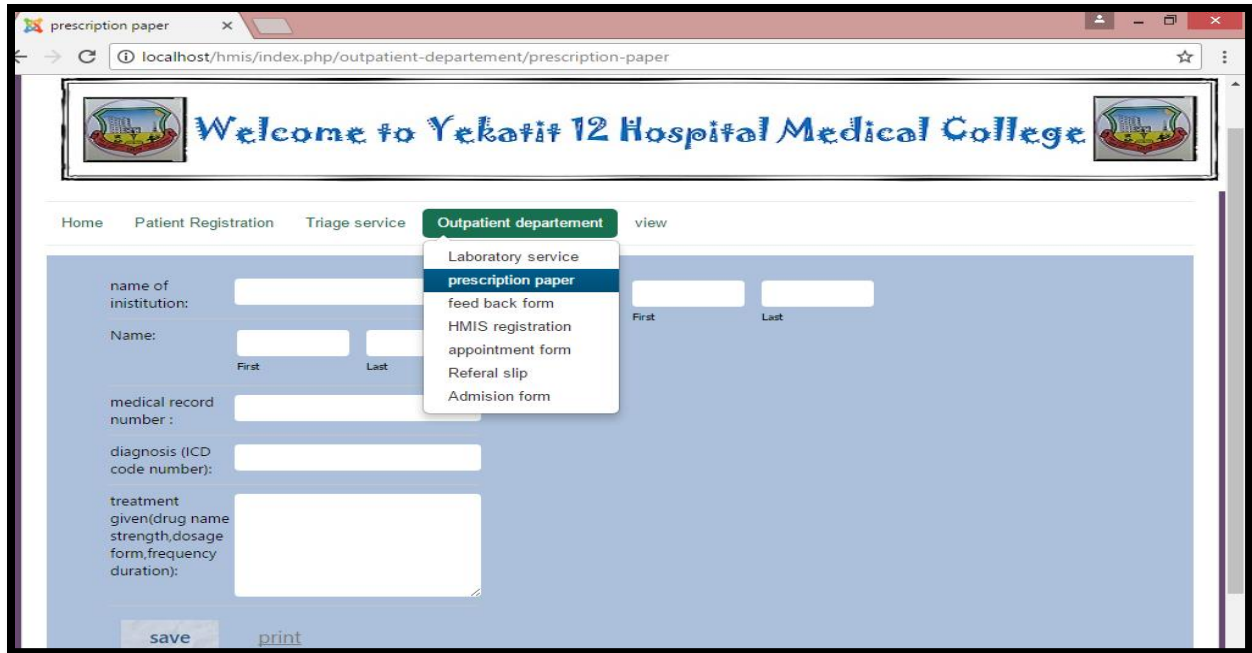 prescription paper
localhost/hmis/index.php/outpatient-departement/prescription-paper
Welcome to Yekatit 12 Hospital Medical College
Home Patient Registration Triage service Outpatient departement view
Laboratory service
prescription paper
feed back form
HMIS registration
appointment form
Referal slip
Admision form
name of
inistitution:
First Last
Name:
First Last
medical record
number :
diagnosis (ICD
code number):
treatment
given(drug name
strength,dosage
form,frequency
duration):
save print